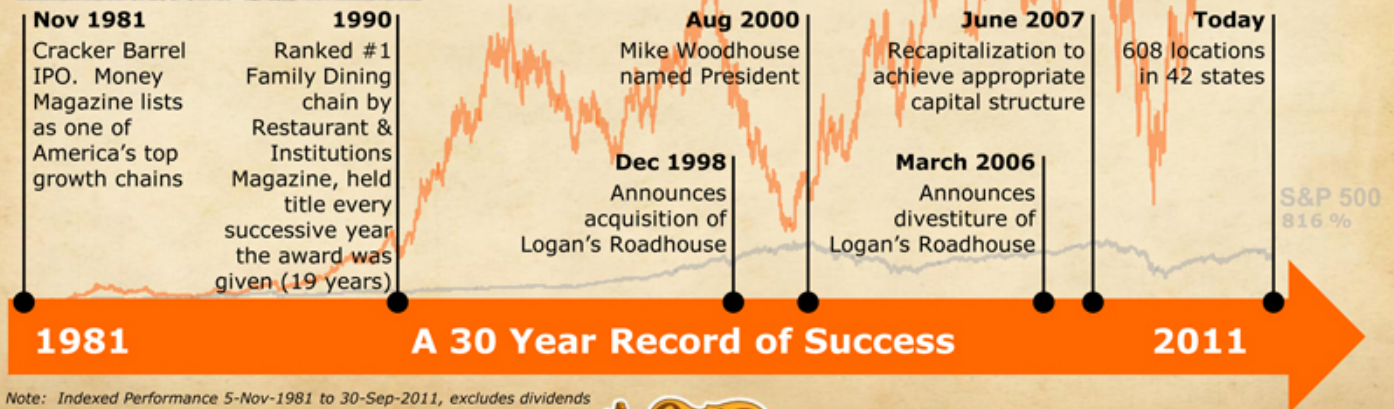 Nov 1981
Cracker Barrel
IPO.  Money
Magazine lists
as one of
America's top
growth chains
1990
Ranked #1
Family Dining
chain by
Restaurant &
Institutions
Magazine, held
title every
successive year
the award was
given (19 years)
Dec 1998
Announces
acquisition of
Logan's Roadhouse
Aug 2000
Mike Woodhouse
named President
March 2006
Announces
divestiture of
Logan's Roadhouse
June 2007
Recapitalization to
achieve appropriate
capital structure
Today
608 locations
in 42 states
S&P 500
816 %
1981
A 30 Year Record of Success
2011
Note:  Indexed Performance 5-Nov-1981 to 30-Sep-2011, excludes dividends